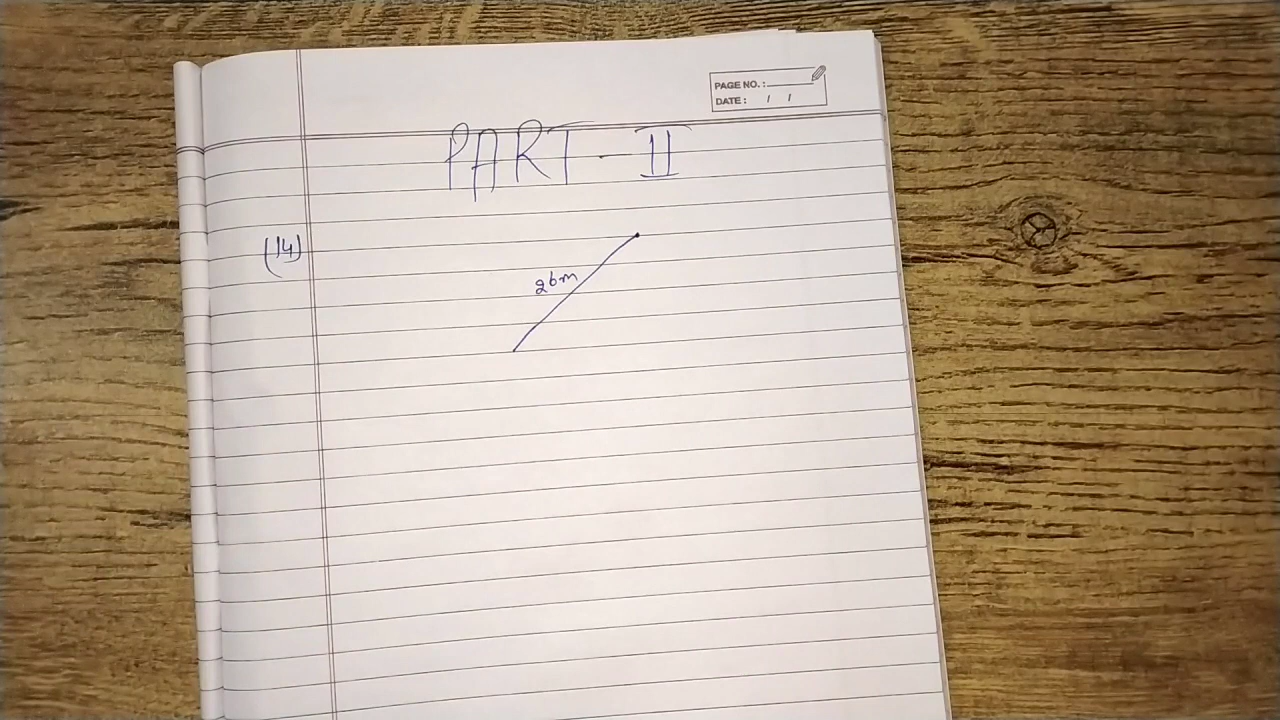 PAGE NO. :
DATE : / /
PART - II
(14)
26m